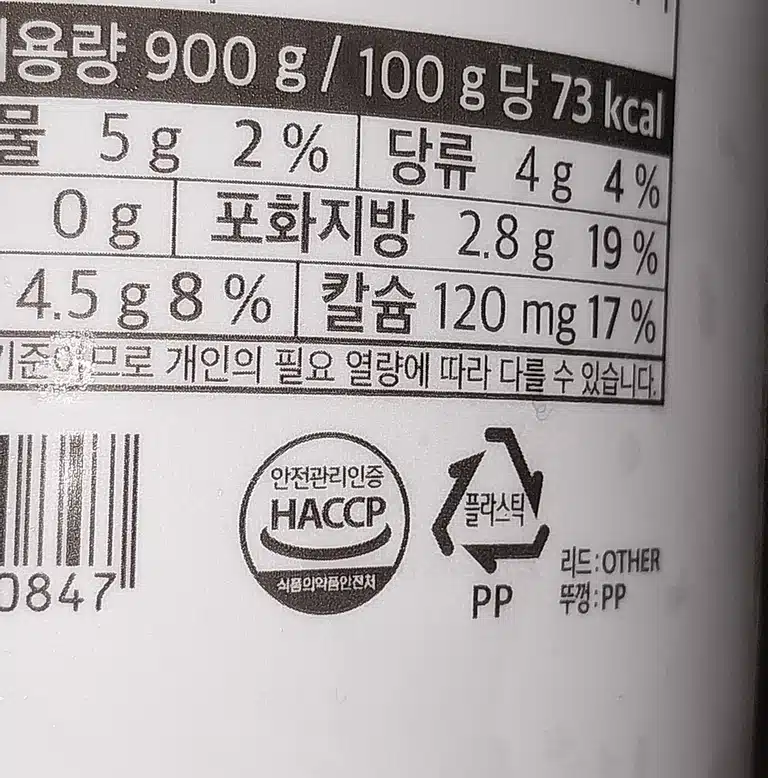 용량 900 g / 100 g 당 73 kcal
물 5 g 2 % 당류 4 g 4 %
0 g 포화지방 2.8 g 19 %
4.5 g 8 % 칼슘 120 mg 17 %
기준이므로 개인의 필요 열량에 따라 다를 수 있습니다.
안전관리인증
HACCP
식품의약품안전처
플라스틱
PP
리드:OTHER
뚜껑:PP
0847